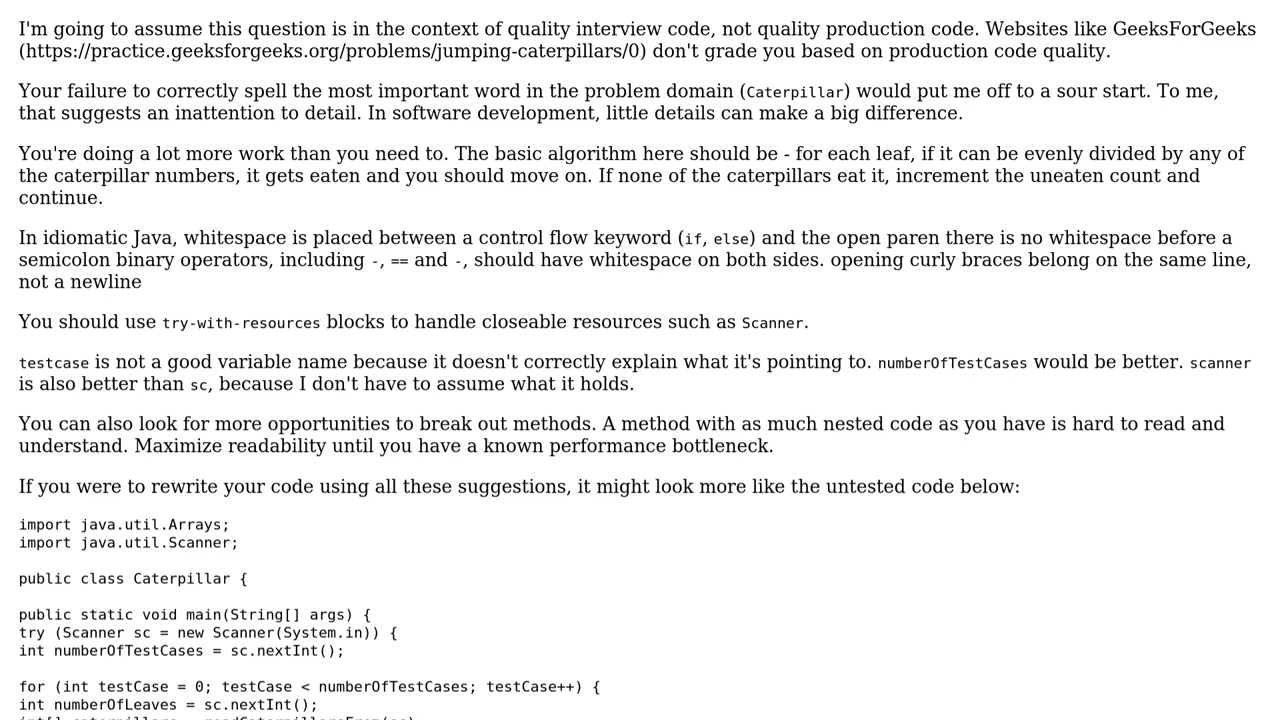 I'm going to assume this question is in the context of quality interview code, not quality production code. Websites like GeeksForGeeks
(https://practice.geeksforgeeks.org/problems/jumping-caterpillars/0) don't grade you based on production code quality.
Your failure to correctly spell the most important word in the problem domain (Caterpillar) would put me off to a sour start. To me,
that suggests an inattention to detail. In software development, little details can make a big difference.
You're doing a lot more work than you need to. The basic algorithm here should be - for each leaf, if it can be evenly divided by any of
the caterpillar numbers, it gets eaten and you should move on. If none of the caterpillars eat it, increment the uneaten count and
continue.
In idiomatic Java, whitespace is placed between a control flow keyword (if, else) and the open paren there is no whitespace before a
semicolon binary operators, including -, == and -, should have whitespace on both sides. opening curly braces belong on the same line,
not a newline
You should use try-with-resources blocks to handle closeable resources such as Scanner.
testcase is not a good variable name because it doesn't correctly explain what it's pointing to. numberOfTestCases would be better. scanner
is also better than sc, because I don't have to assume what it holds.
You can also look for more opportunities to break out methods. A method with as much nested code as you have is hard to read and
understand. Maximize readability until you have a known performance bottleneck.
If you were to rewrite your code using all these suggestions, it might look more like the untested code below:
import java.util.Arrays;
import java.util.Scanner;
public class Caterpillar {
public static void main(String[] args) {
try (Scanner sc = new Scanner(System.in)) {
int numberOfTestCases = sc.nextInt();
for (int testCase = 0; testCase < numberOfTestCases; testCase++) {
int numberOfLeaves = sc.nextInt();